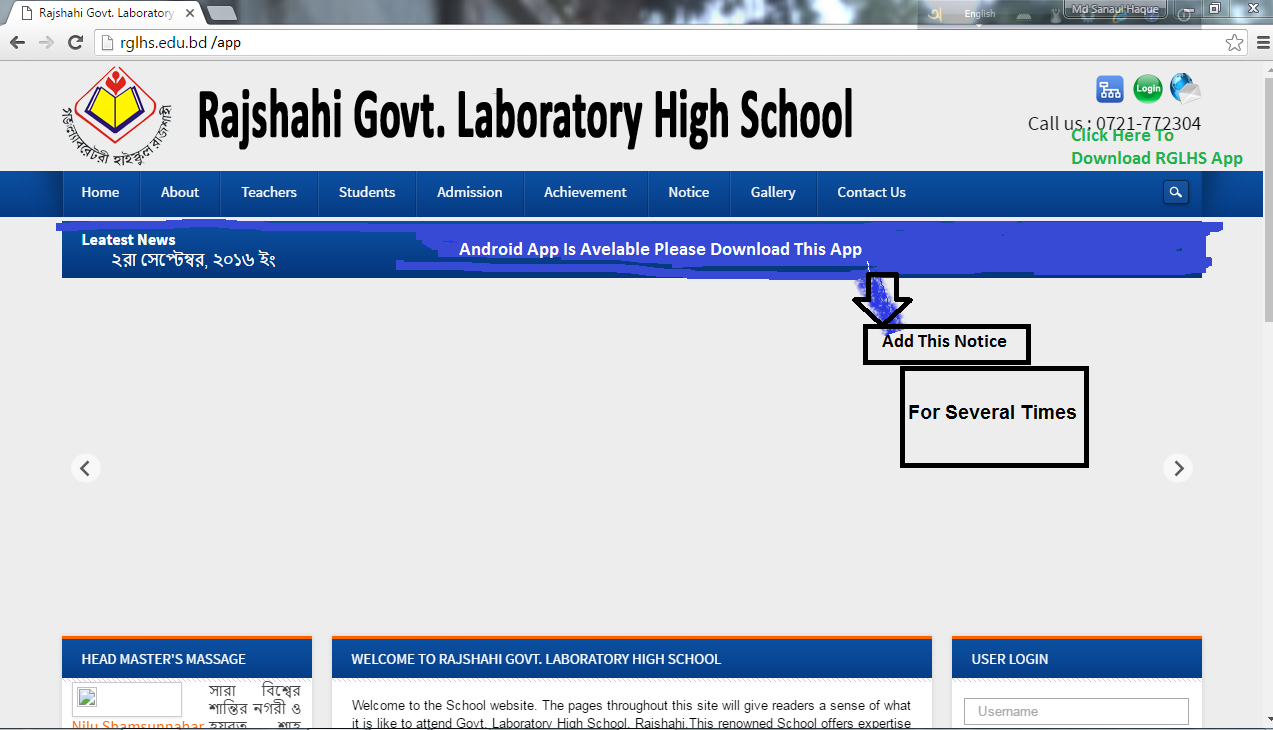 Rajshahi Govt. Laboratory
English
Md Sanaul Haque
rglhs.edu.bd /app
গভঃ ল্যাবরেটরী হাইস্কুল রাজশাহী
Rajshahi Govt. Laboratory High School
Login
Call us : 0721-772304
Click Here To
Download RGLHS App
Home About Teachers Students Admission Achievement Notice Gallery Contact Us
Leatest News
২রা সেপ্টেম্বর, ২০১৬ ইং
Android App Is Avelable Please Download This App
Add This Notice
For Several Times
HEAD MASTER'S MASSAGE
WELCOME TO RAJSHAHI GOVT. LABORATORY HIGH SCHOOL
USER LOGIN
সারা বিশ্বের
শান্তির নগরী ও
Nilu Shamsunnahar হযরত শাহ
Welcome to the School website. The pages throughout this site will give readers a sense of what
it is like to attend Govt. Laboratory High School, Rajshahi.This renowned School offers expertise
Username